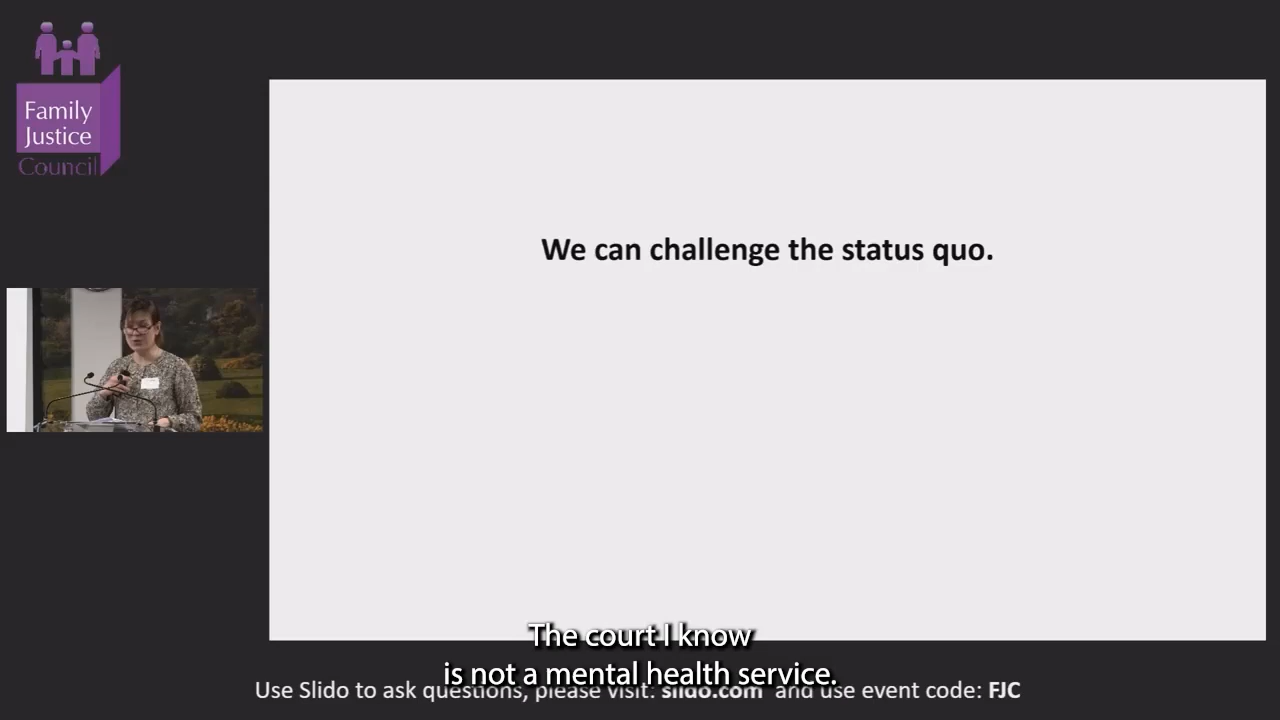 Family
Justice
Council
We can challenge the status quo.
The court I know
is not a mental health service.
Use Slido to ask questions, please visit: slido.com and use event code: FJC